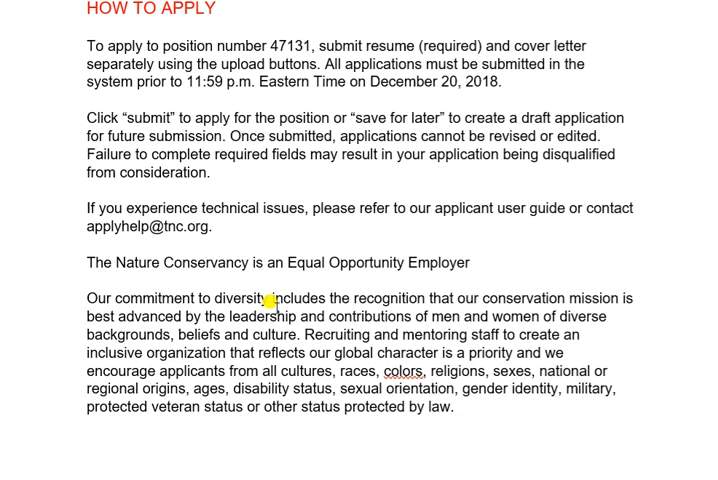 HOW TO APPLY
To apply to position number 47131, submit resume (required) and cover letter
separately using the upload buttons. All applications must be submitted in the
system prior to 11:59 p.m. Eastern Time on December 20, 2018.
Click “submit” to apply for the position or “save for later” to create a draft application
for future submission. Once submitted, applications cannot be revised or edited.
Failure to complete required fields may result in your application being disqualified
from consideration.
If you experience technical issues, please refer to our applicant user guide or contact
applyhelp@tnc.org.
The Nature Conservancy is an Equal Opportunity Employer
Our commitment to diversity includes the recognition that our conservation mission is
best advanced by the leadership and contributions of men and women of diverse
backgrounds, beliefs and culture. Recruiting and mentoring staff to create an
inclusive organization that reflects our global character is a priority and we
encourage applicants from all cultures, races, colors, religions, sexes, national or
regional origins, ages, disability status, sexual orientation, gender identity, military,
protected veteran status or other status protected by law.